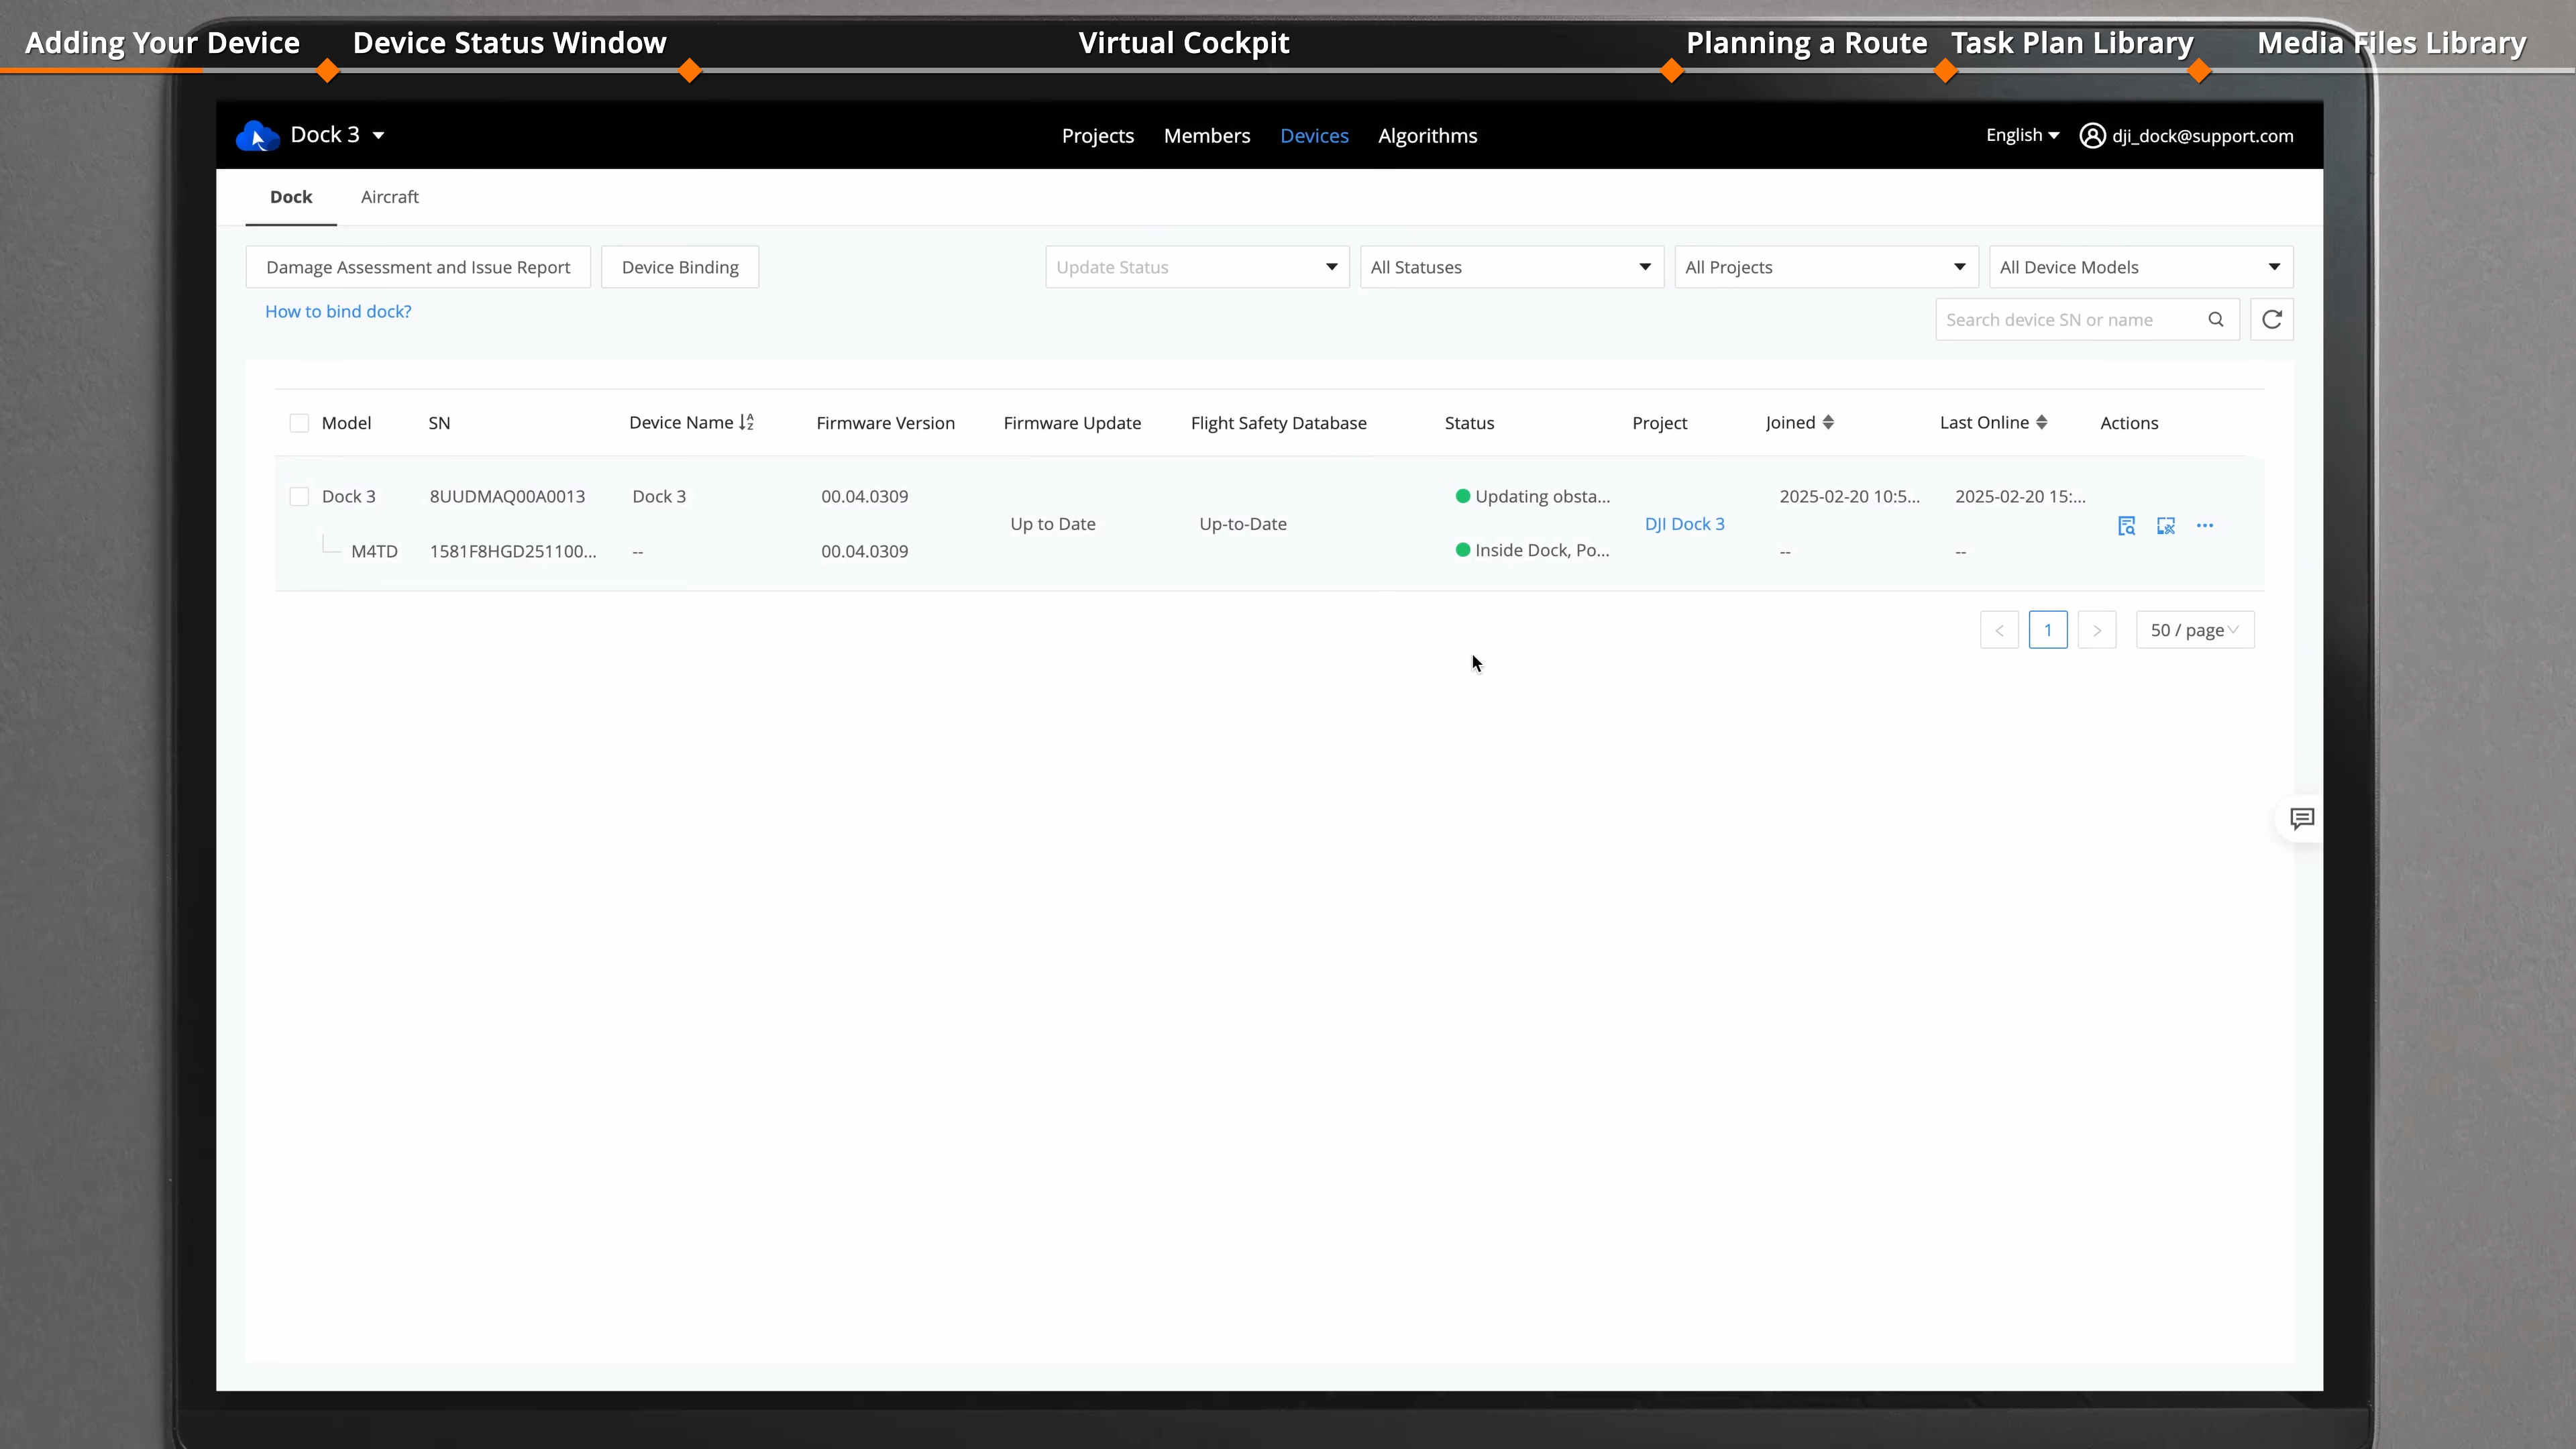 Adding Your Device Device Status Window Virtual Cockpit Planning a Route Task Plan Library Media Files Library
Dock 3 Projects Members Devices Algorithms English dji_dock@support.com
Dock Aircraft
Damage Assessment and Issue Report Device Binding Update Status All Statuses All Projects All Device Models
How to bind dock? Search device SN or name
Model SN Device Name Firmware Version Firmware Update Flight Safety Database Status Project Joined Last Online Actions
Dock 3 8UUDMAQ00A0013 Dock 3 00.04.0309 Updating obsta... 2025-02-20 10:5... 2025-02-20 15:...
Up to Date Up-to-Date DJI Dock 3
M4TD 1581F8HGD251100... -- 00.04.0309 Inside Dock, Po... -- --
< 1 > 50 / page